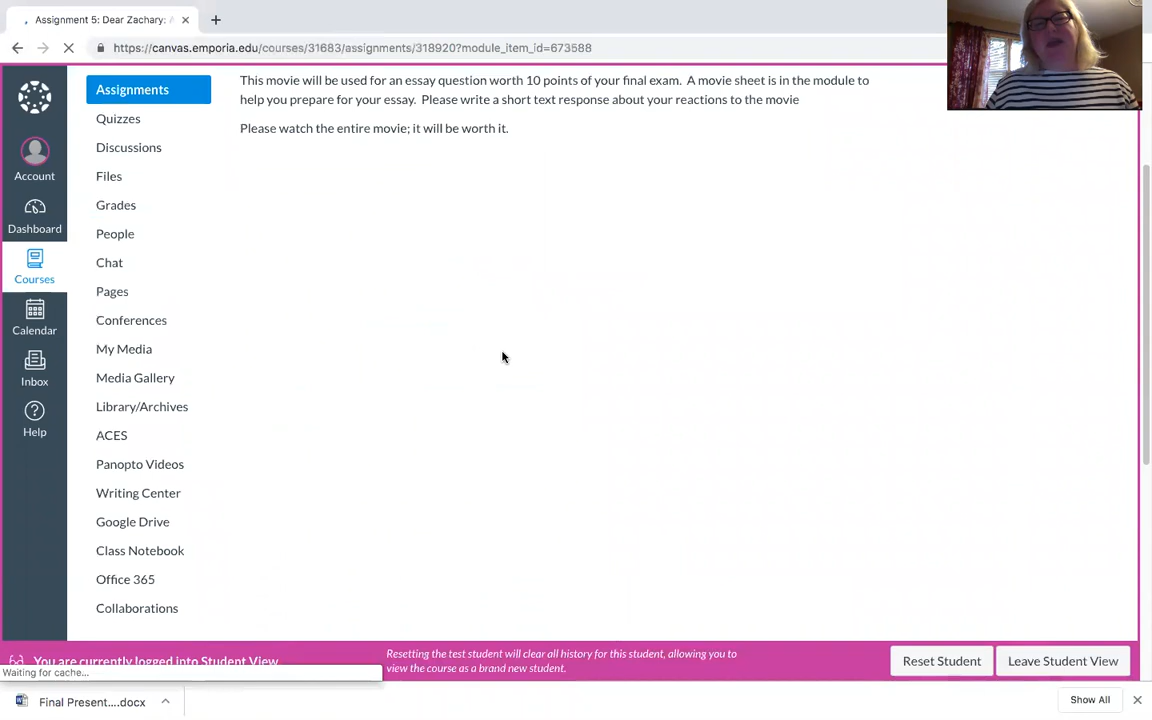 Assignment 5: Dear Zachary: A
https://canvas.emporia.edu/courses/31683/assignments/318920?module_item_id=673588
Account
Dashboard
Courses
Calendar
Inbox
Help
Assignments
Quizzes
Discussions
Files
Grades
People
Chat
Pages
Conferences
My Media
Media Gallery
Library/Archives
ACES
Panopto Videos
Writing Center
Google Drive
Class Notebook
Office 365
Collaborations
This movie will be used for an essay question worth 10 points of your final exam.  A movie sheet is in the module to
help you prepare for your essay.  Please write a short text response about your reactions to the movie
Please watch the entire movie; it will be worth it.
You are currently logged into Student View
Resetting the test student will clear all history for this student, allowing you to
view the course as a brand new student.
Reset Student
Leave Student View
Waiting for cache...
Final Present....docx
Show All